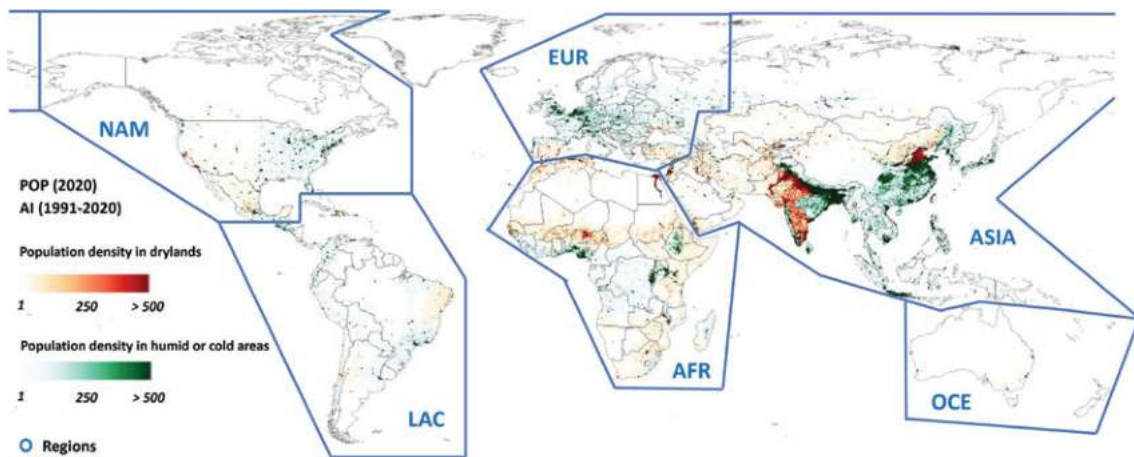 EUR
NAM
POP (2020)
AI (1991-2020)
Population density in drylands
1 250 > 500
Population density in humid or cold areas
1 250 > 500
Regions
ASIA
AFR
LAC
OCE